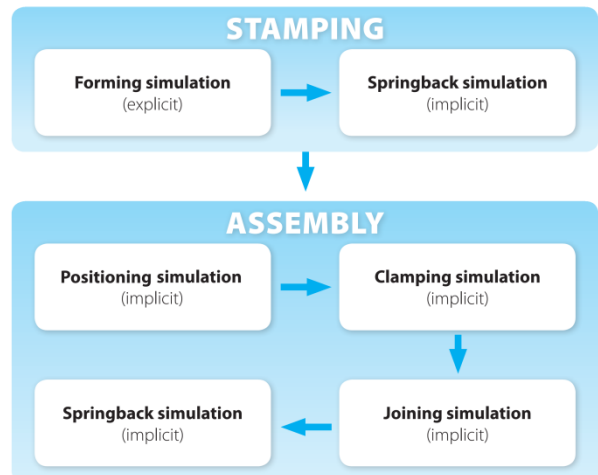 STAMPING
Forming simulation
(explicit)
Springback simulation
(implicit)
ASSEMBLY
Positioning simulation
(implicit)
Clamping simulation
(implicit)
Springback simulation
(implicit)
Joining simulation
(implicit)